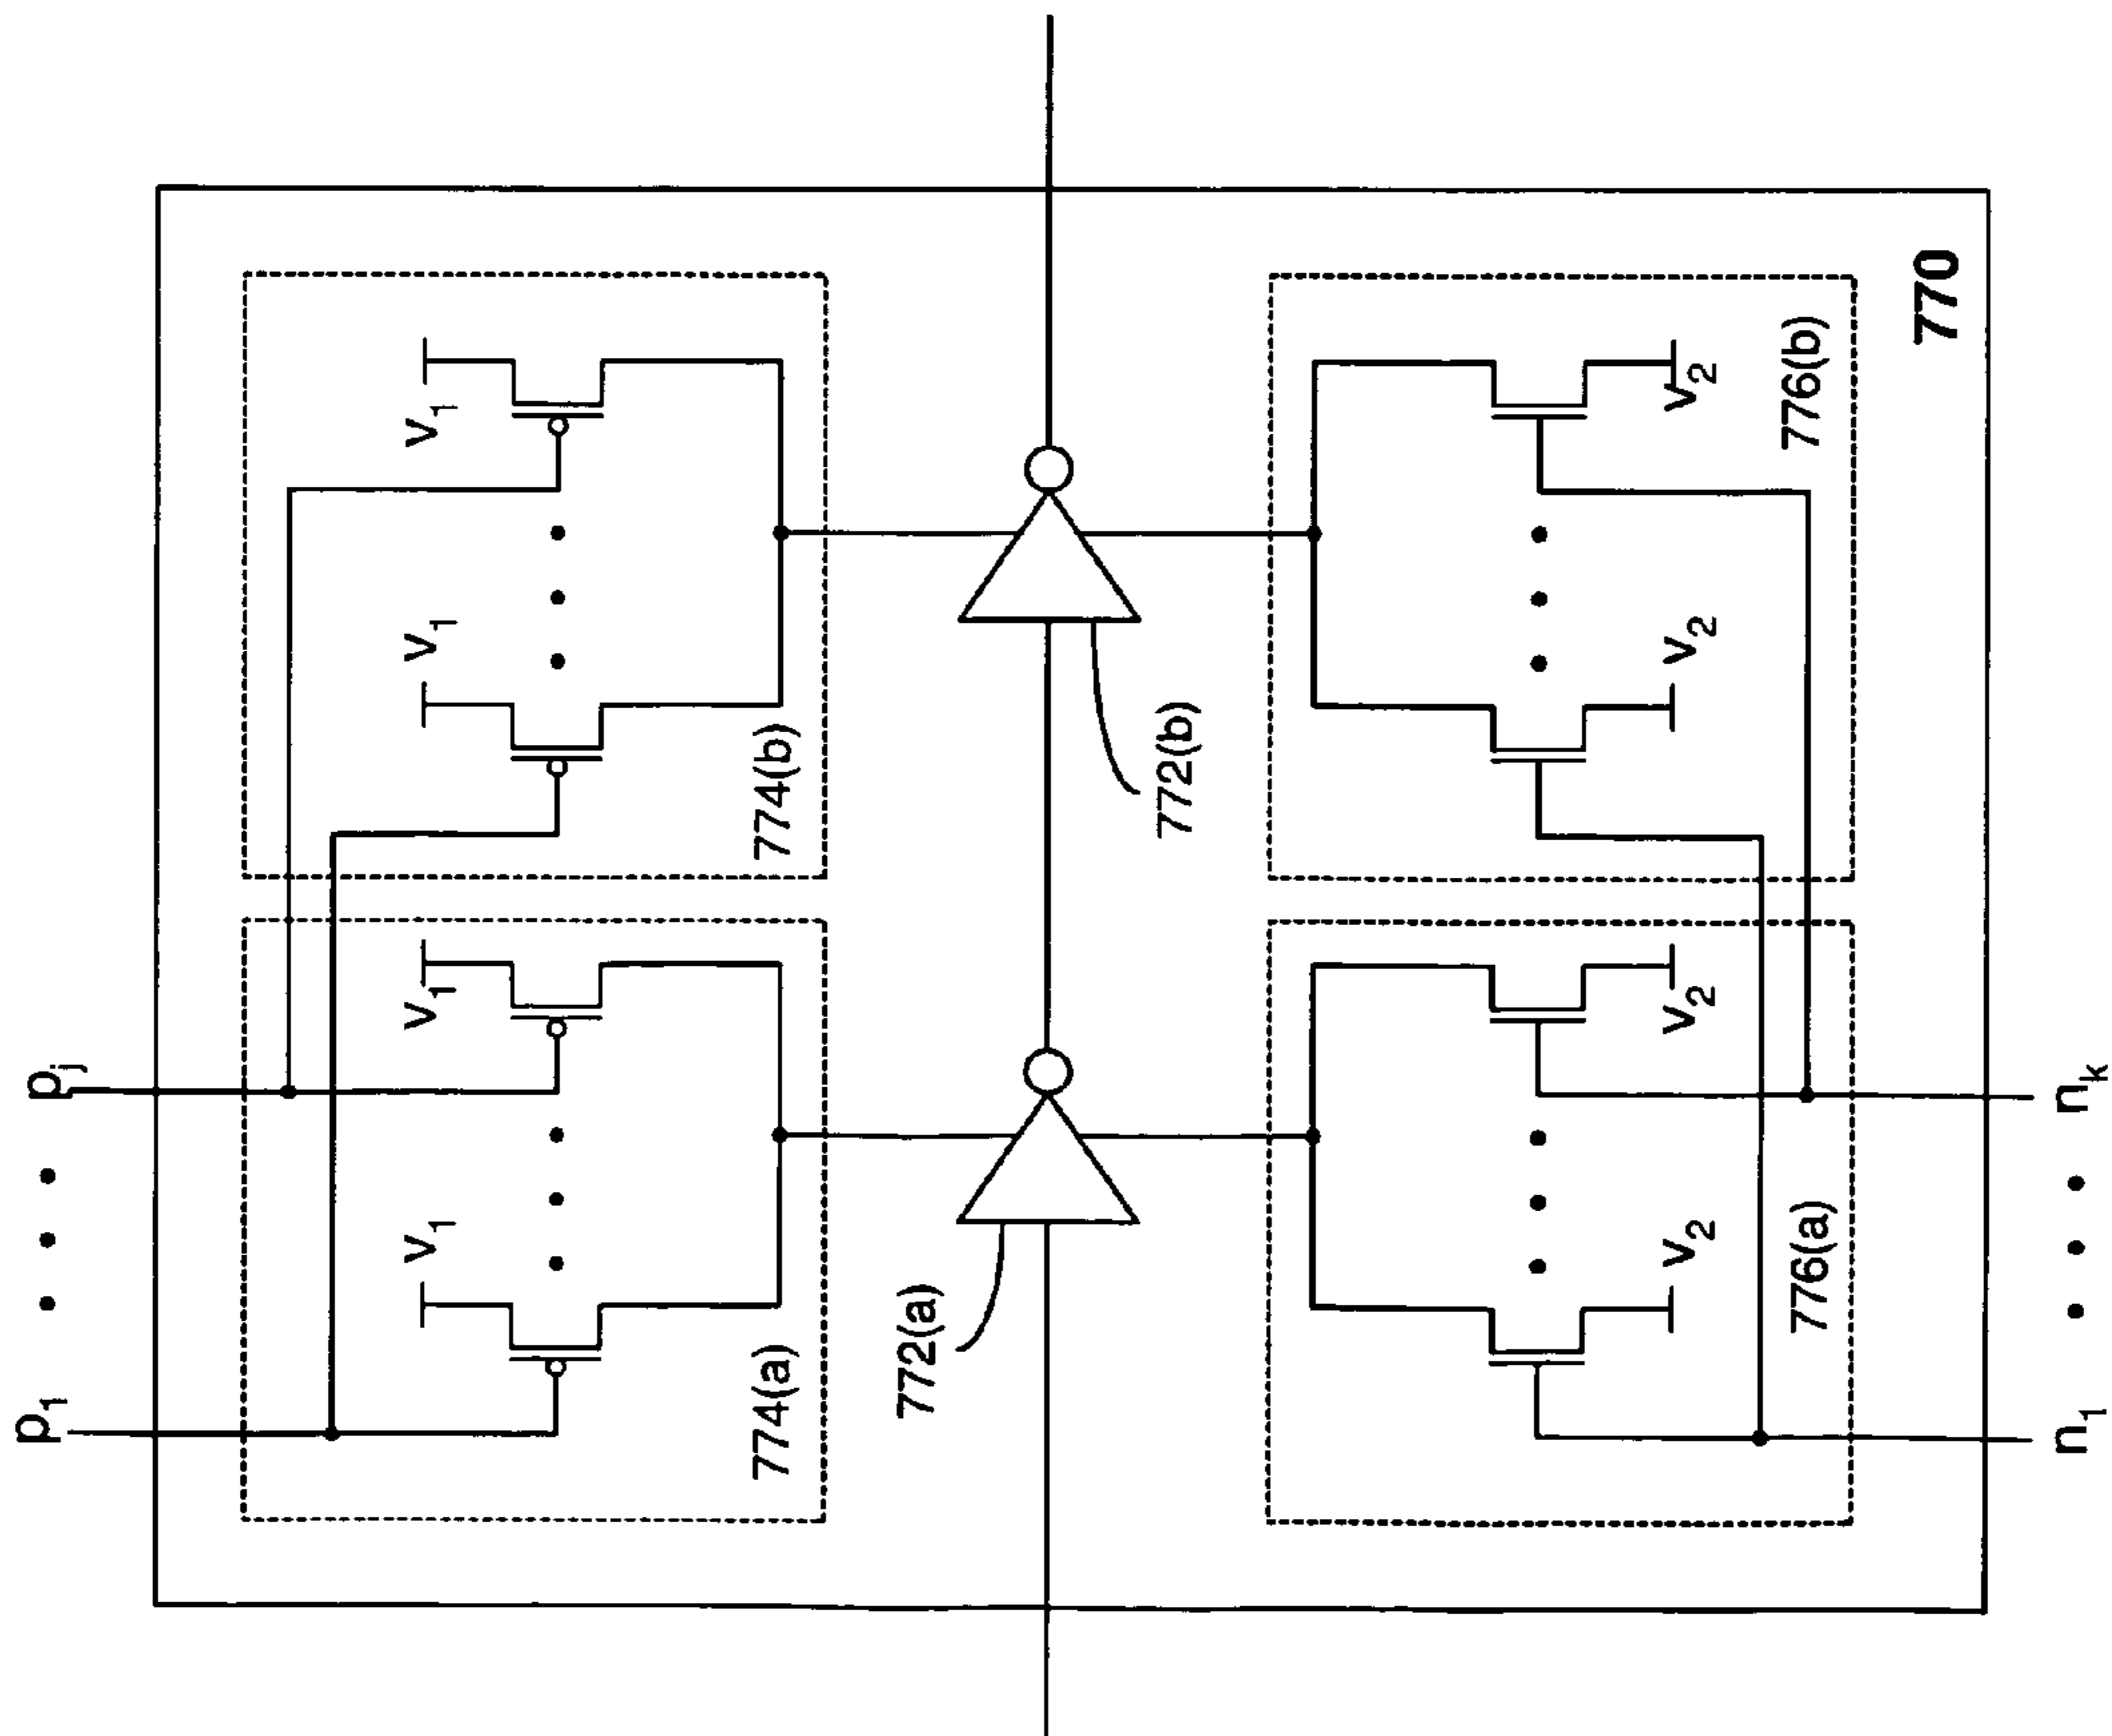 p₁ • • • pⱼ
V₁ V₁ V₁ V₁
• • • • • •
774(a) 774(b)
772(a)
772(b)
• • • • • •
V₂ V₂ V₂ V₂
776(a) 776(b)
770
n₁ • • • nₖ